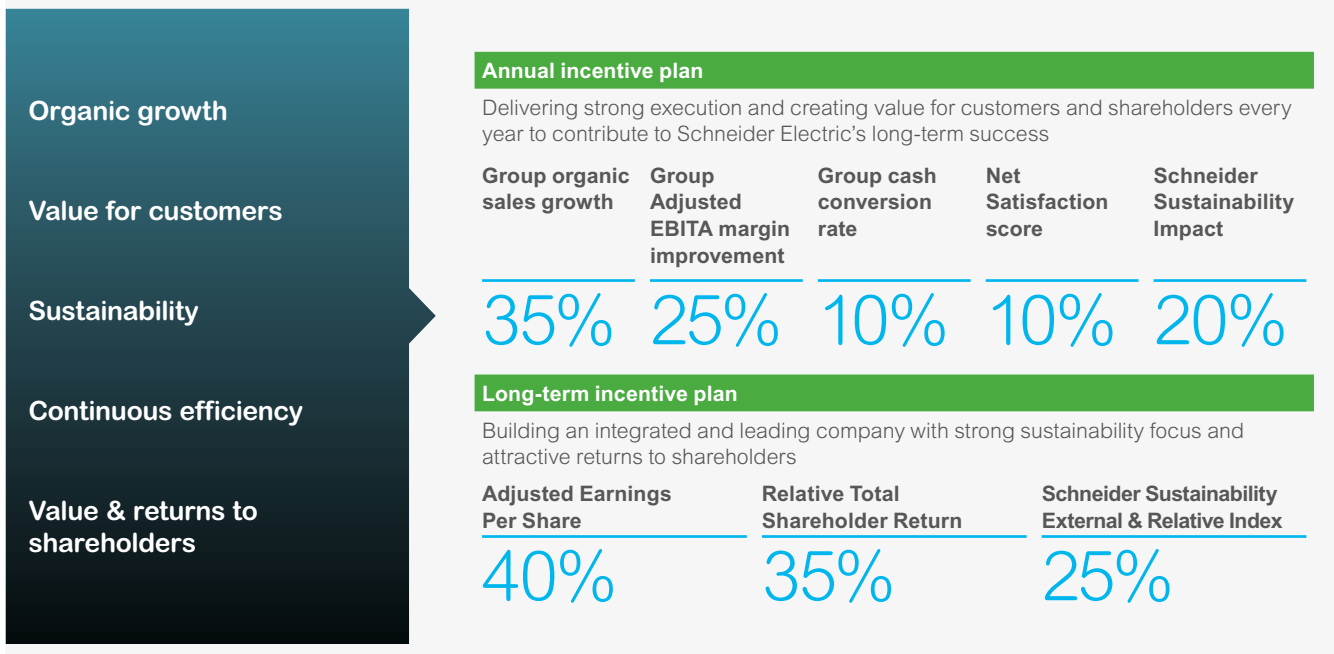 Organic growth
Value for customers
Sustainability
Continuous efficiency
Value & returns to
shareholders
Annual incentive plan
Delivering strong execution and creating value for customers and shareholders every
year to contribute to Schneider Electric's long-term success
Group organic
sales growth
35%
Group
Adjusted
EBITA margin
improvement
25%
Group cash
conversion
rate
10%
Net
Satisfaction
score
10%
Schneider
Sustainability
Impact
20%
Long-term incentive plan
Building an integrated and leading company with strong sustainability focus and
attractive returns to shareholders
Adjusted Earnings
Per Share
40%
Relative Total
Shareholder Return
35%
Schneider Sustainability
External & Relative Index
25%